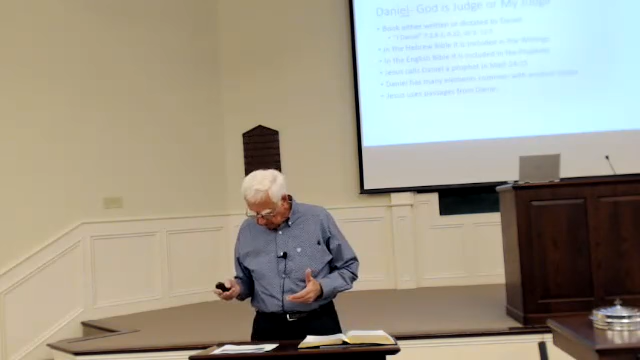 Daniel- God is Judge or My Judge
• Book either written or dictated by Daniel
• "I Daniel"
• In the Hebrew Bible it is included in the Writings
• In the English Bible it is included in the Prophets
• Jesus calls Daniel a prophet in Matt
• Daniel has many elements common with
• Jesus uses passages from Daniel